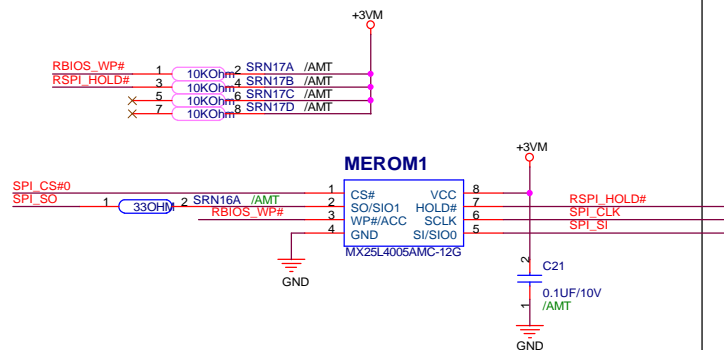 +3VM
RBIOS_WP# 1 10KOhm 2 SRN17A /AMT
RSPI_HOLD# 3 10KOhm 4 SRN17B /AMT
5 10KOhm 6 SRN17C /AMT
7 10KOhm 8 SRN17D /AMT
+3VM
MEROM1
SPI_CS#0 1 CS# VCC 8
SPI_SO 1 33OHM 2 SRN16A /AMT 2 SO/SIO1 HOLD# 7 RSPI_HOLD#
RBIOS_WP# 3 WP#/ACC SCLK 6 SPI_CLK
4 GND SI/SIO0 5 SPI_SI
MX25L4005AMC-12G
GND
2 C21
0.1UF/10V
1 /AMT
GND